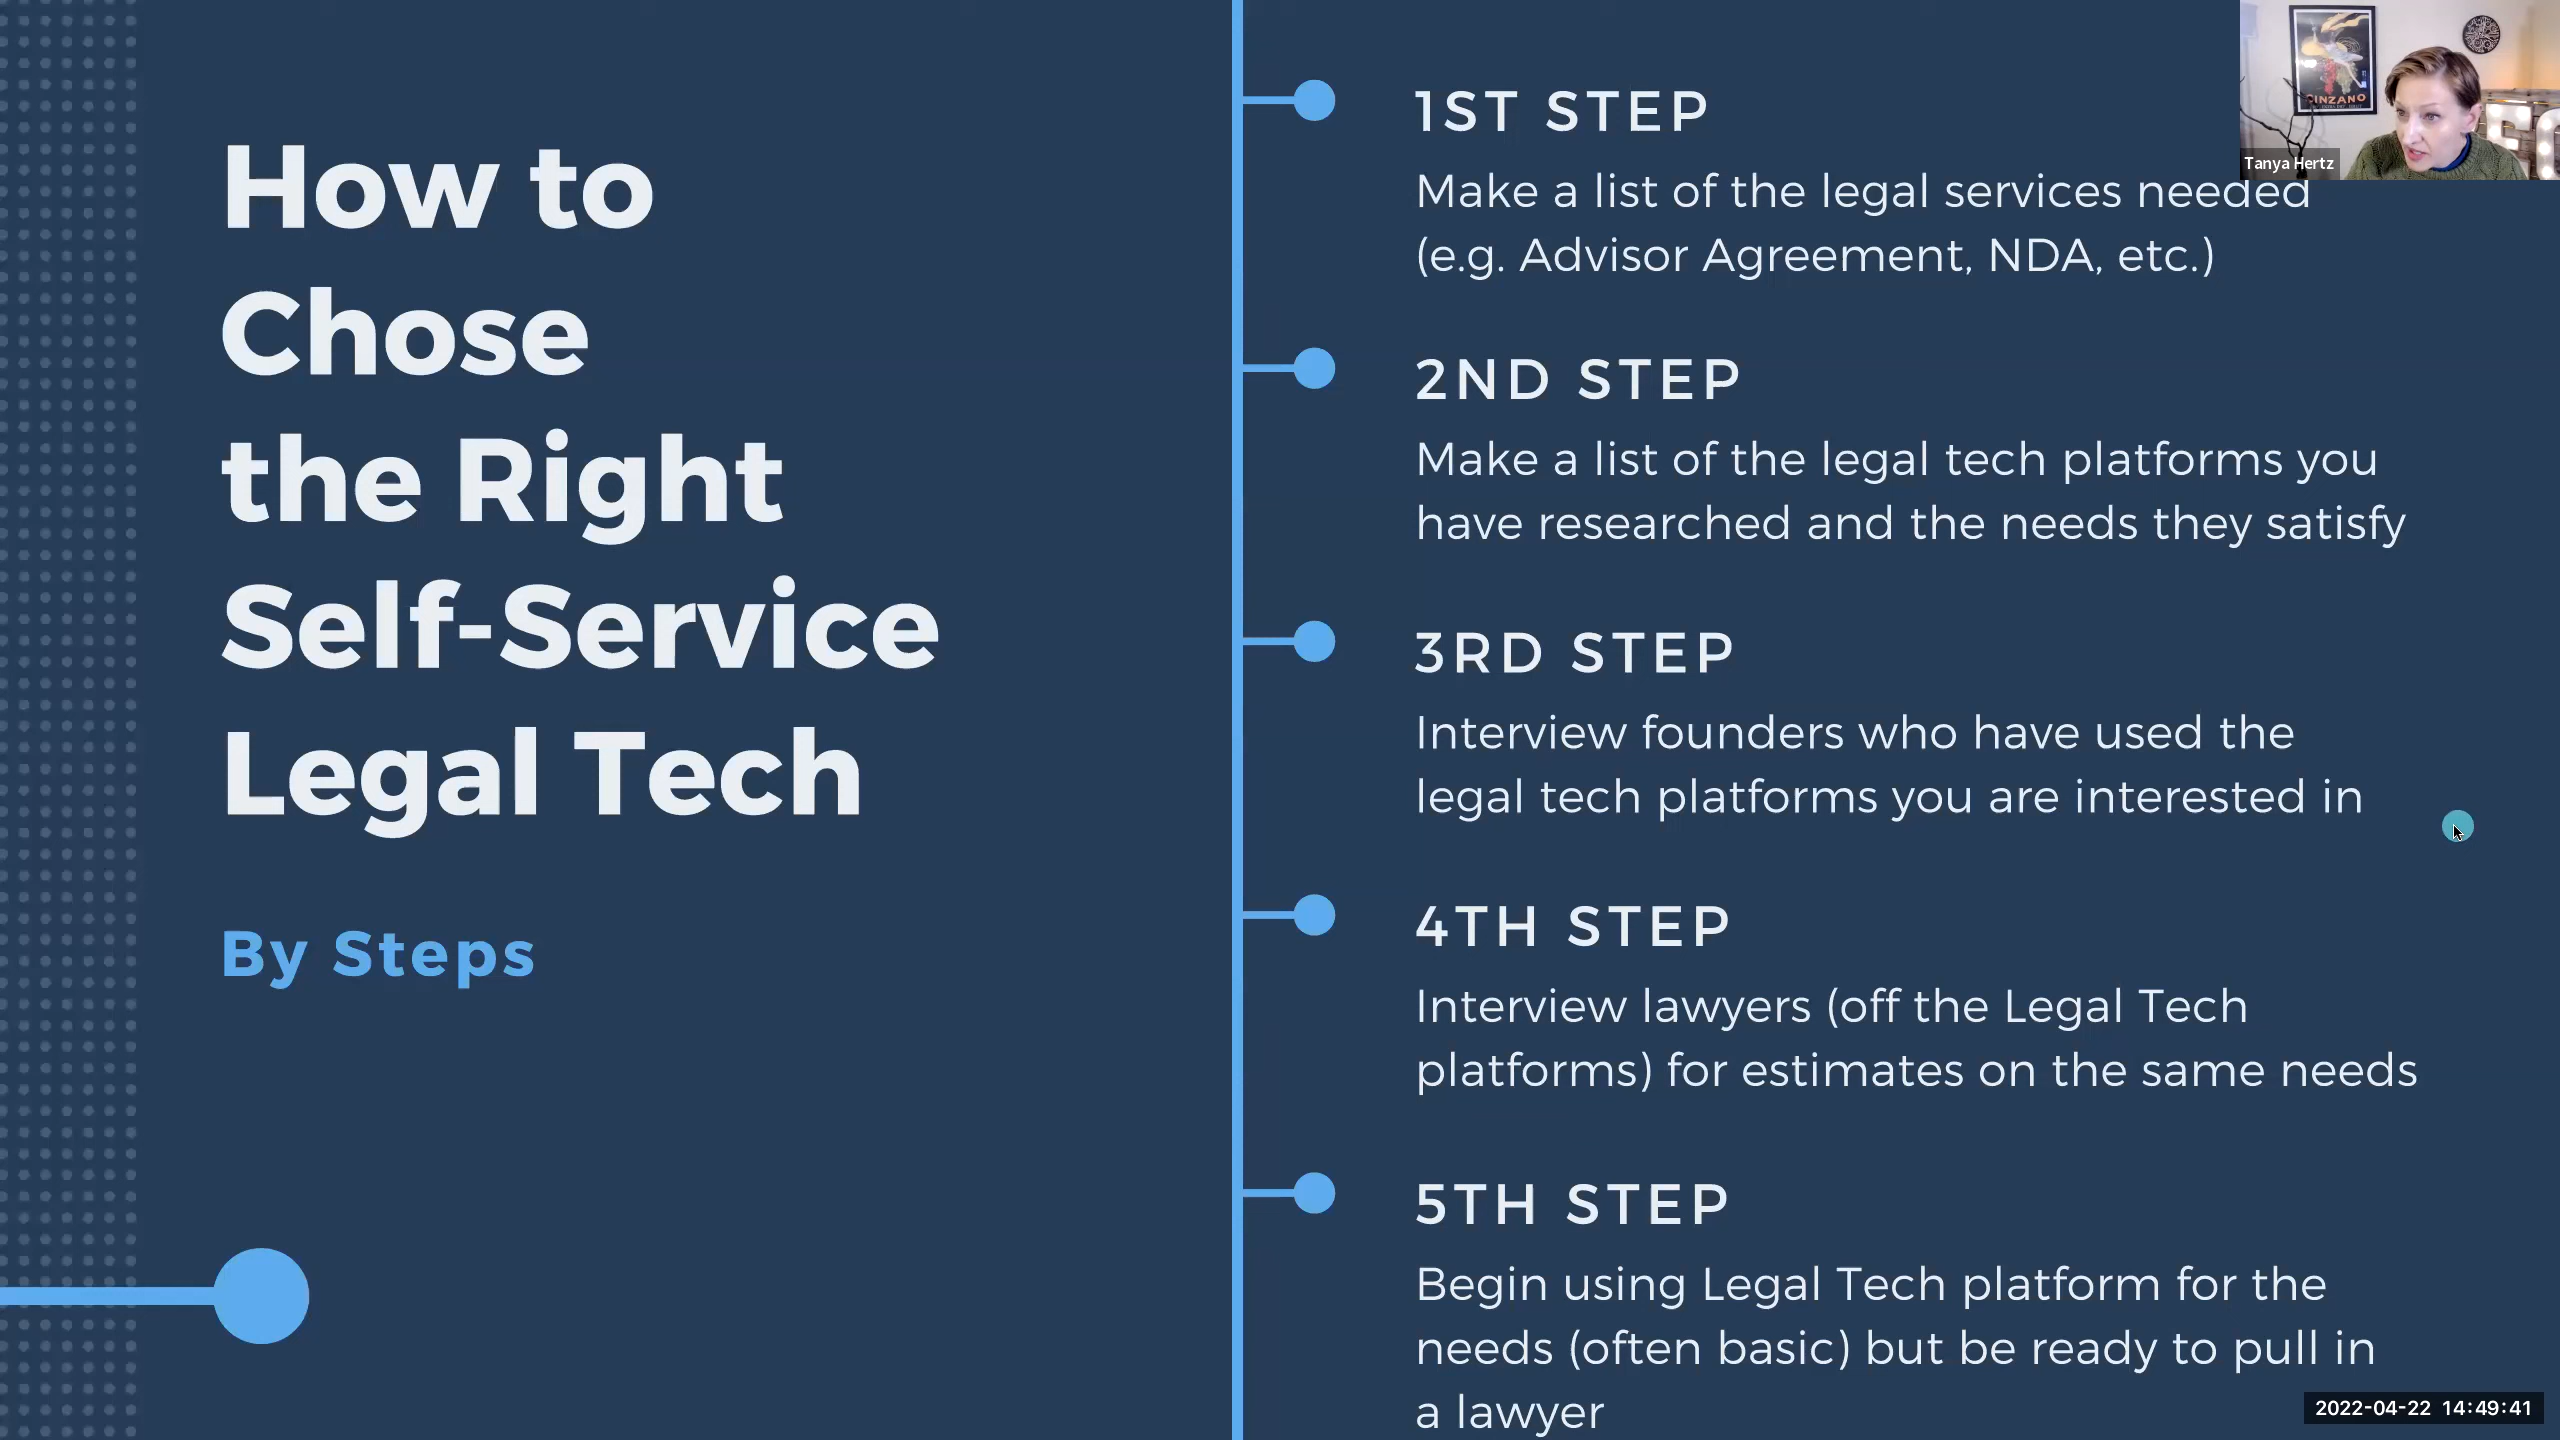 How to
Chose
the Right
Self-Service
Legal Tech
By Steps
1ST STEP
Make a list of the legal services needed
(e.g. Advisor Agreement, NDA, etc.)
2ND STEP
Make a list of the legal tech platforms you
have researched and the needs they satisfy
3RD STEP
Interview founders who have used the
legal tech platforms you are interested in
4TH STEP
Interview lawyers (off the Legal Tech
platforms) for estimates on the same needs
5TH STEP
Begin using Legal Tech platform for the
needs (often basic) but be ready to pull in
a lawyer
CINZANO
Tanya Hertz
2022-04-22 14:49:41